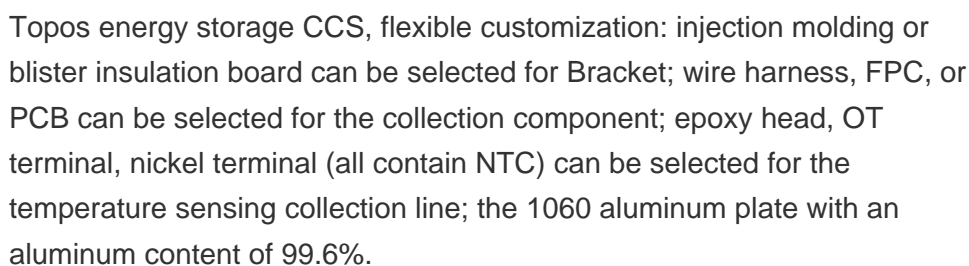 Topos energy storage CCS, flexible customization: injection molding or
blister insulation board can be selected for Bracket; wire harness, FPC, or
PCB can be selected for the collection component; epoxy head, OT
terminal, nickel terminal (all contain NTC) can be selected for the
temperature sensing collection line; the 1060 aluminum plate with an
aluminum content of 99.6%.